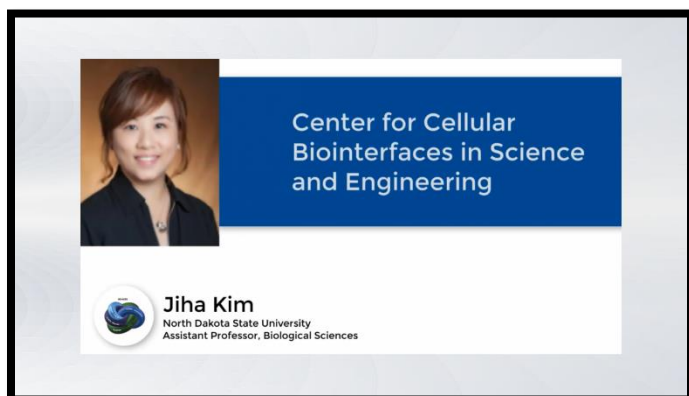 Center for Cellular
Biointerfaces in Science
and Engineering
Jiha Kim
North Dakota State University
Assistant Professor, Biological Sciences